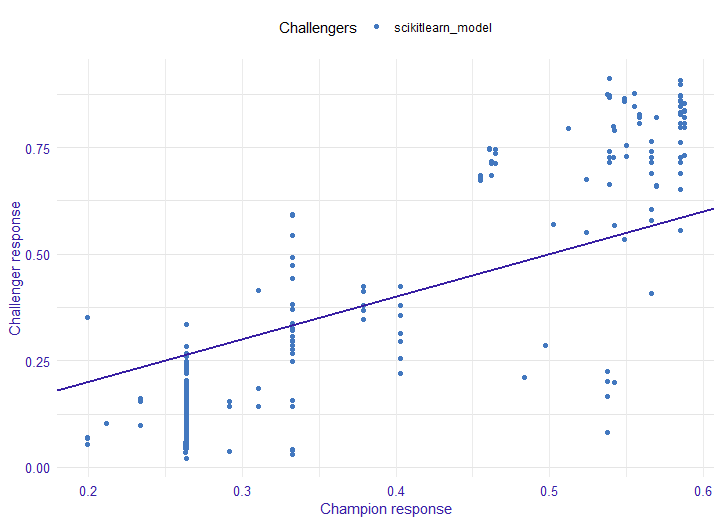 Challengers scikitlearn_model
Challenger response
0.75
0.50
0.25
0.00
0.2 0.3 0.4 0.5 0.6
Champion response